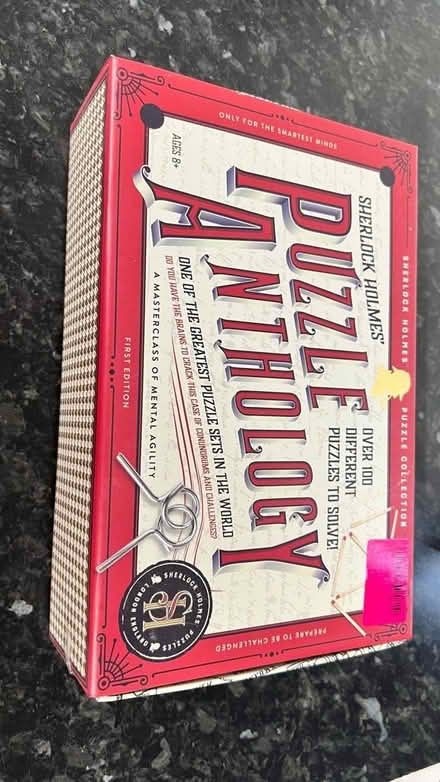 SHERLOCK HOLMES PUZZLE COLLECTION
SHERLOCK HOLMES'
PUZZLE
ANTHOLOGY
OVER 100
DIFFERENT
PUZZLES TO SOLVE!
ONE OF THE GREATEST PUZZLE SETS IN THE WORLD
DO YOU HAVE THE BRAINS TO CRACK THIS CASE OF CONUNDRUMS AND CHALLENGES?
A MASTERCLASS OF MENTAL AGILITY
AGES 8+
ONLY FOR THE SMARTEST MINDS
PREPARE TO BE CHALLENGED
FIRST EDITION
SHERLOCK HOLMES PUZZLES
LONDON
SH